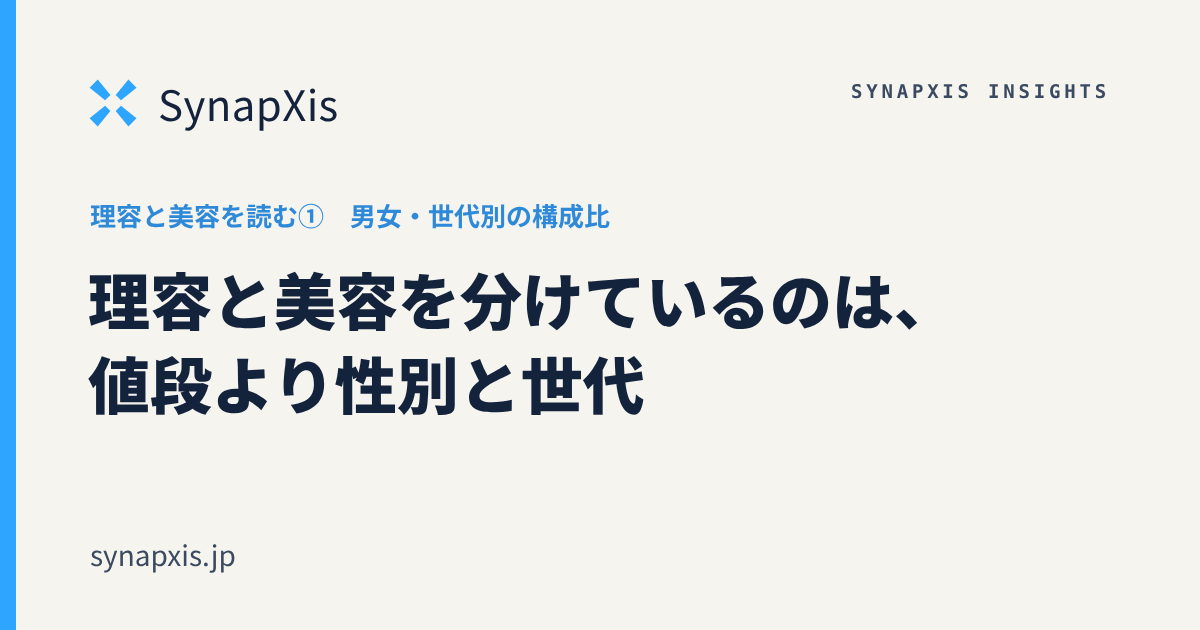 SynapXis
SYNAPXIS INSIGHTS
理容と美容を読む①　男女・世代別の構成比
理容と美容を分けているのは、
値段より性別と世代
synapxis.jp